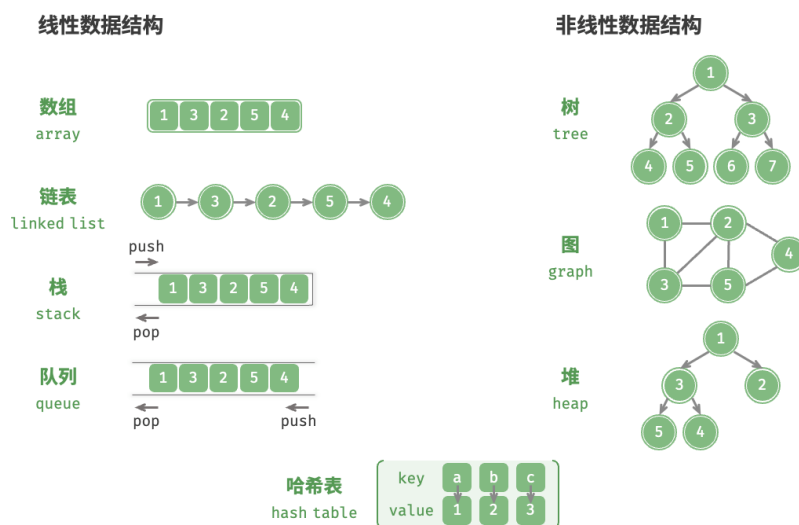 线性数据结构
数组
array
1 3 2 5 4
链表
linked list
1 3 2 5 4
栈
stack
push
1 3 2 5 4
pop
队列
queue
1 3 2 5 4
pop push
非线性数据结构
树
tree
1
2 3
4 5 6 7
图
graph
1 2
4
3 5
堆
heap
1
3 2
5 4
哈希表
hash table
key a b c
value 1 2 3